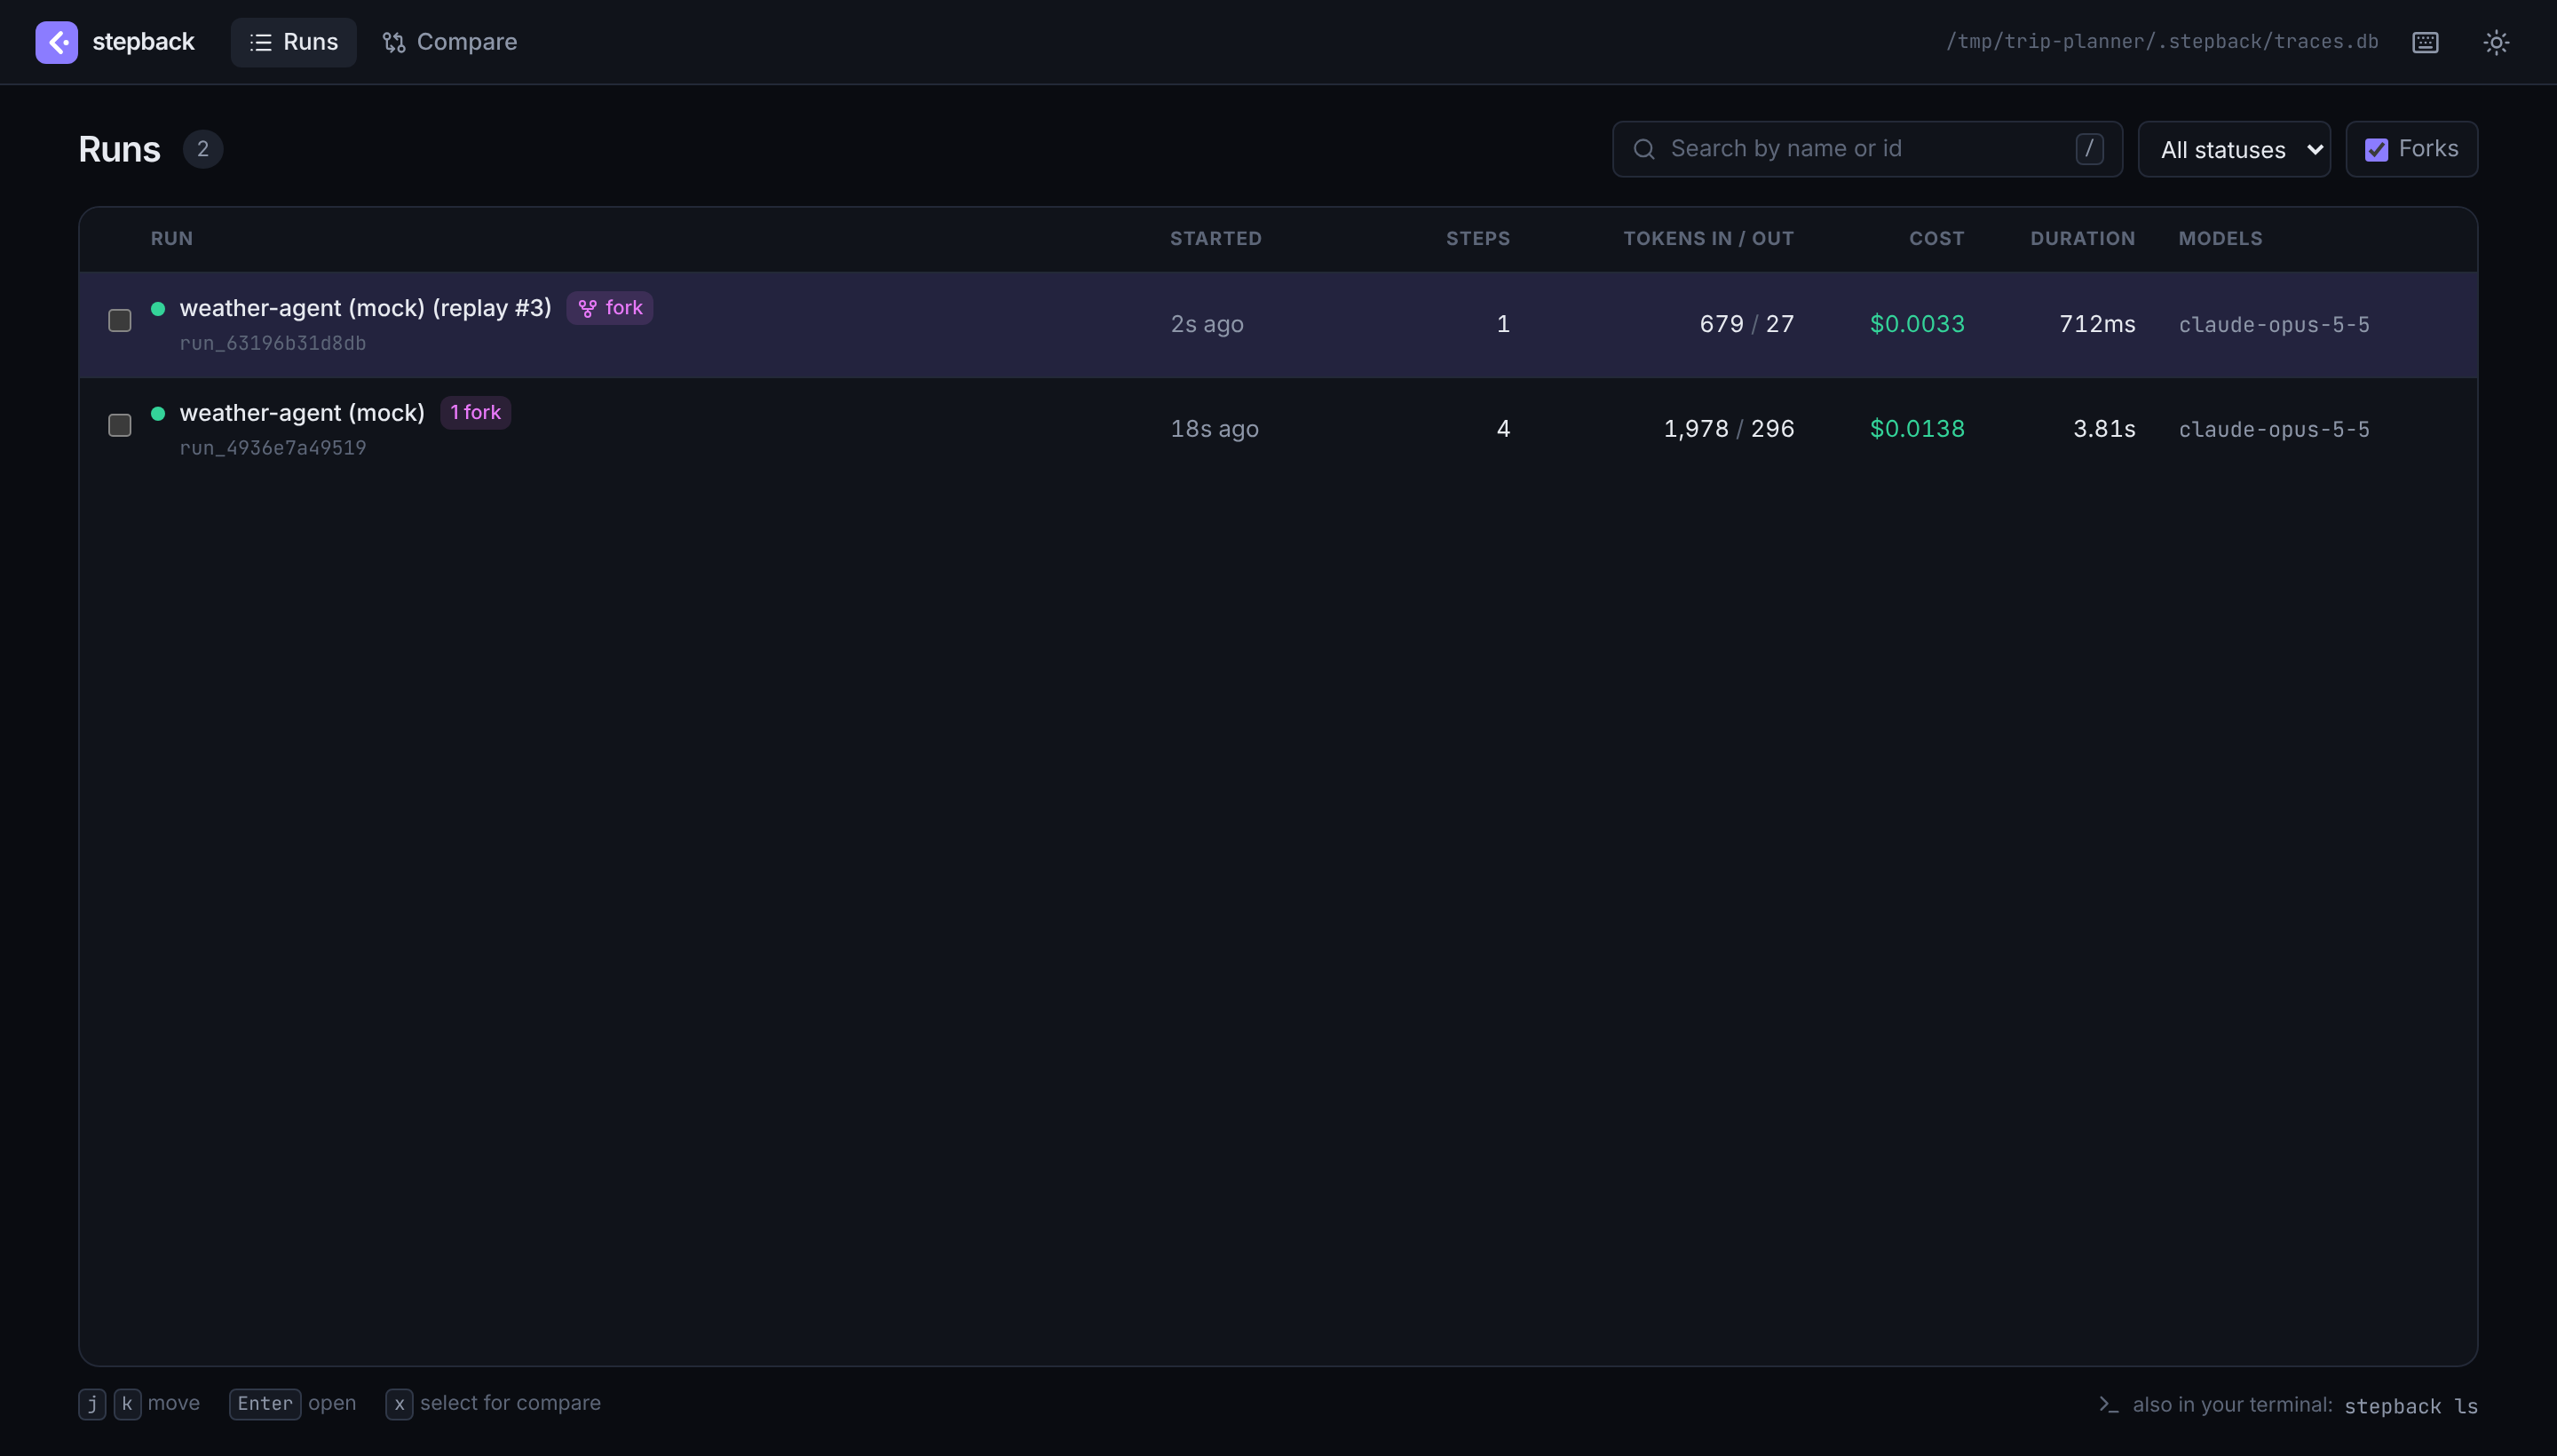 stepback Runs Compare /tmp/trip-planner/.stepback/traces.db
Runs 2 Search by name or id / All statuses Forks
RUN STARTED STEPS TOKENS IN / OUT COST DURATION MODELS
weather-agent (mock) (replay #3) fork 2s ago 1 679 / 27 $0.0033 712ms claude-opus-5-5
run_63196b31d8db
weather-agent (mock) 1 fork 18s ago 4 1,978 / 296 $0.0138 3.81s claude-opus-5-5
run_4936e7a49519
j k move Enter open x select for compare also in your terminal: stepback ls